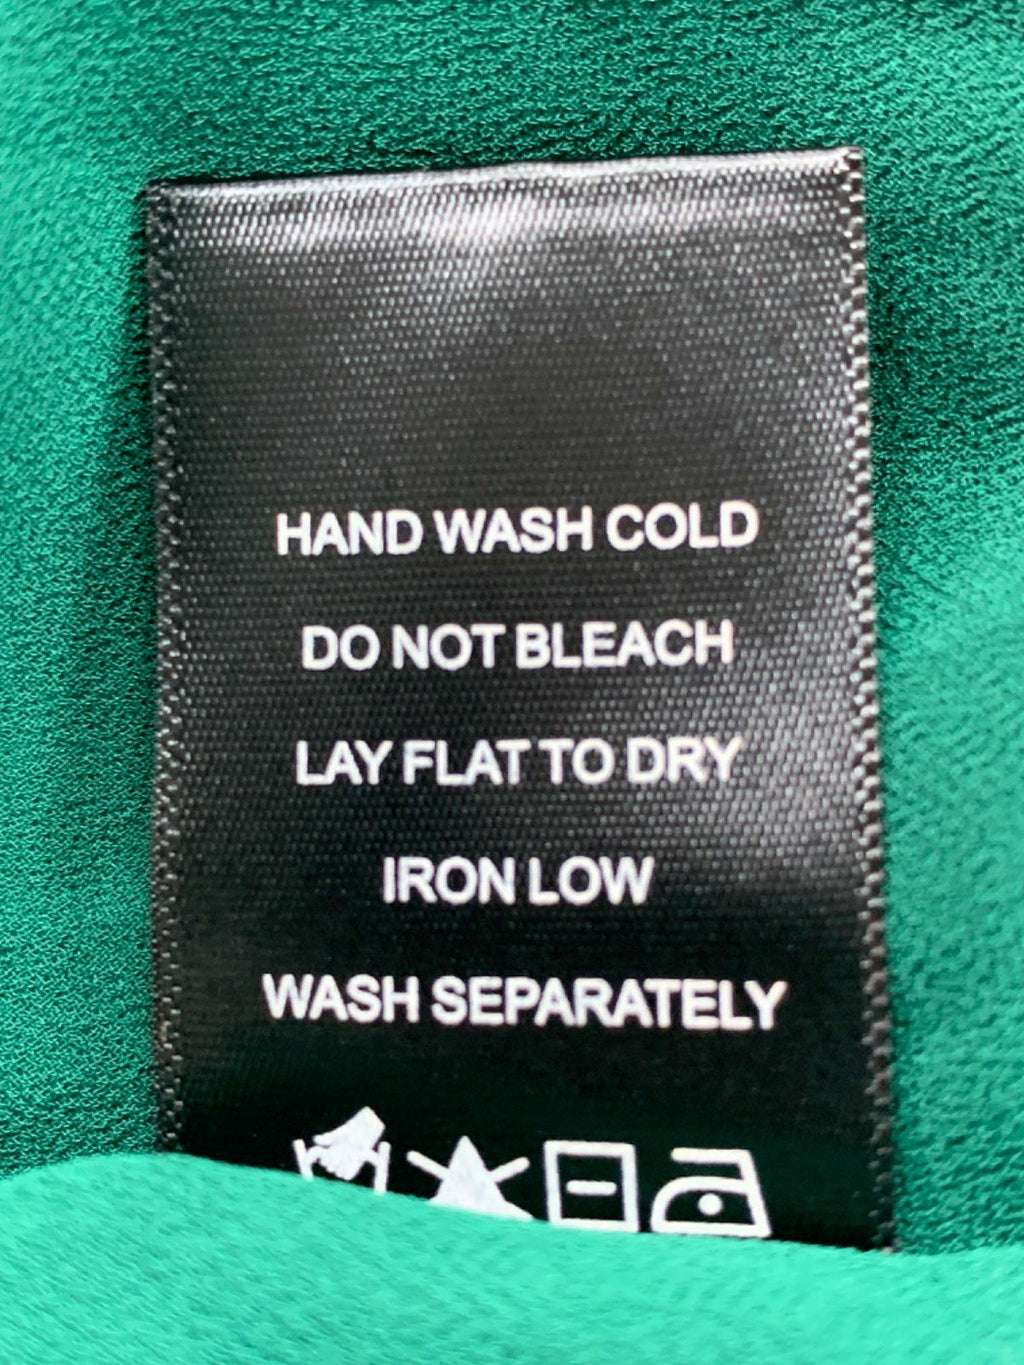 HAND WASH COLD
DO NOT BLEACH
LAY FLAT TO DRY
IRON LOW
WASH SEPARATELY